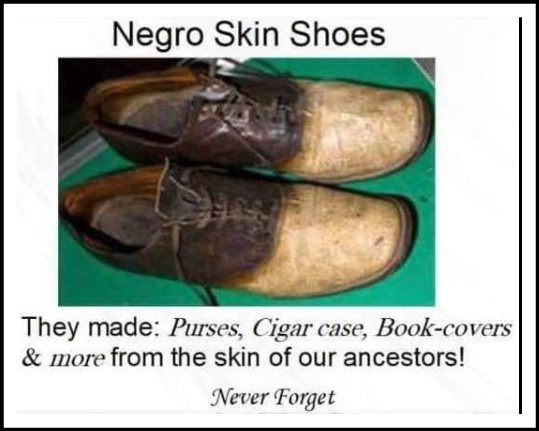 Negro Skin Shoes
They made: Purses, Cigar case, Book-covers
& more from the skin of our ancestors!
Never Forget